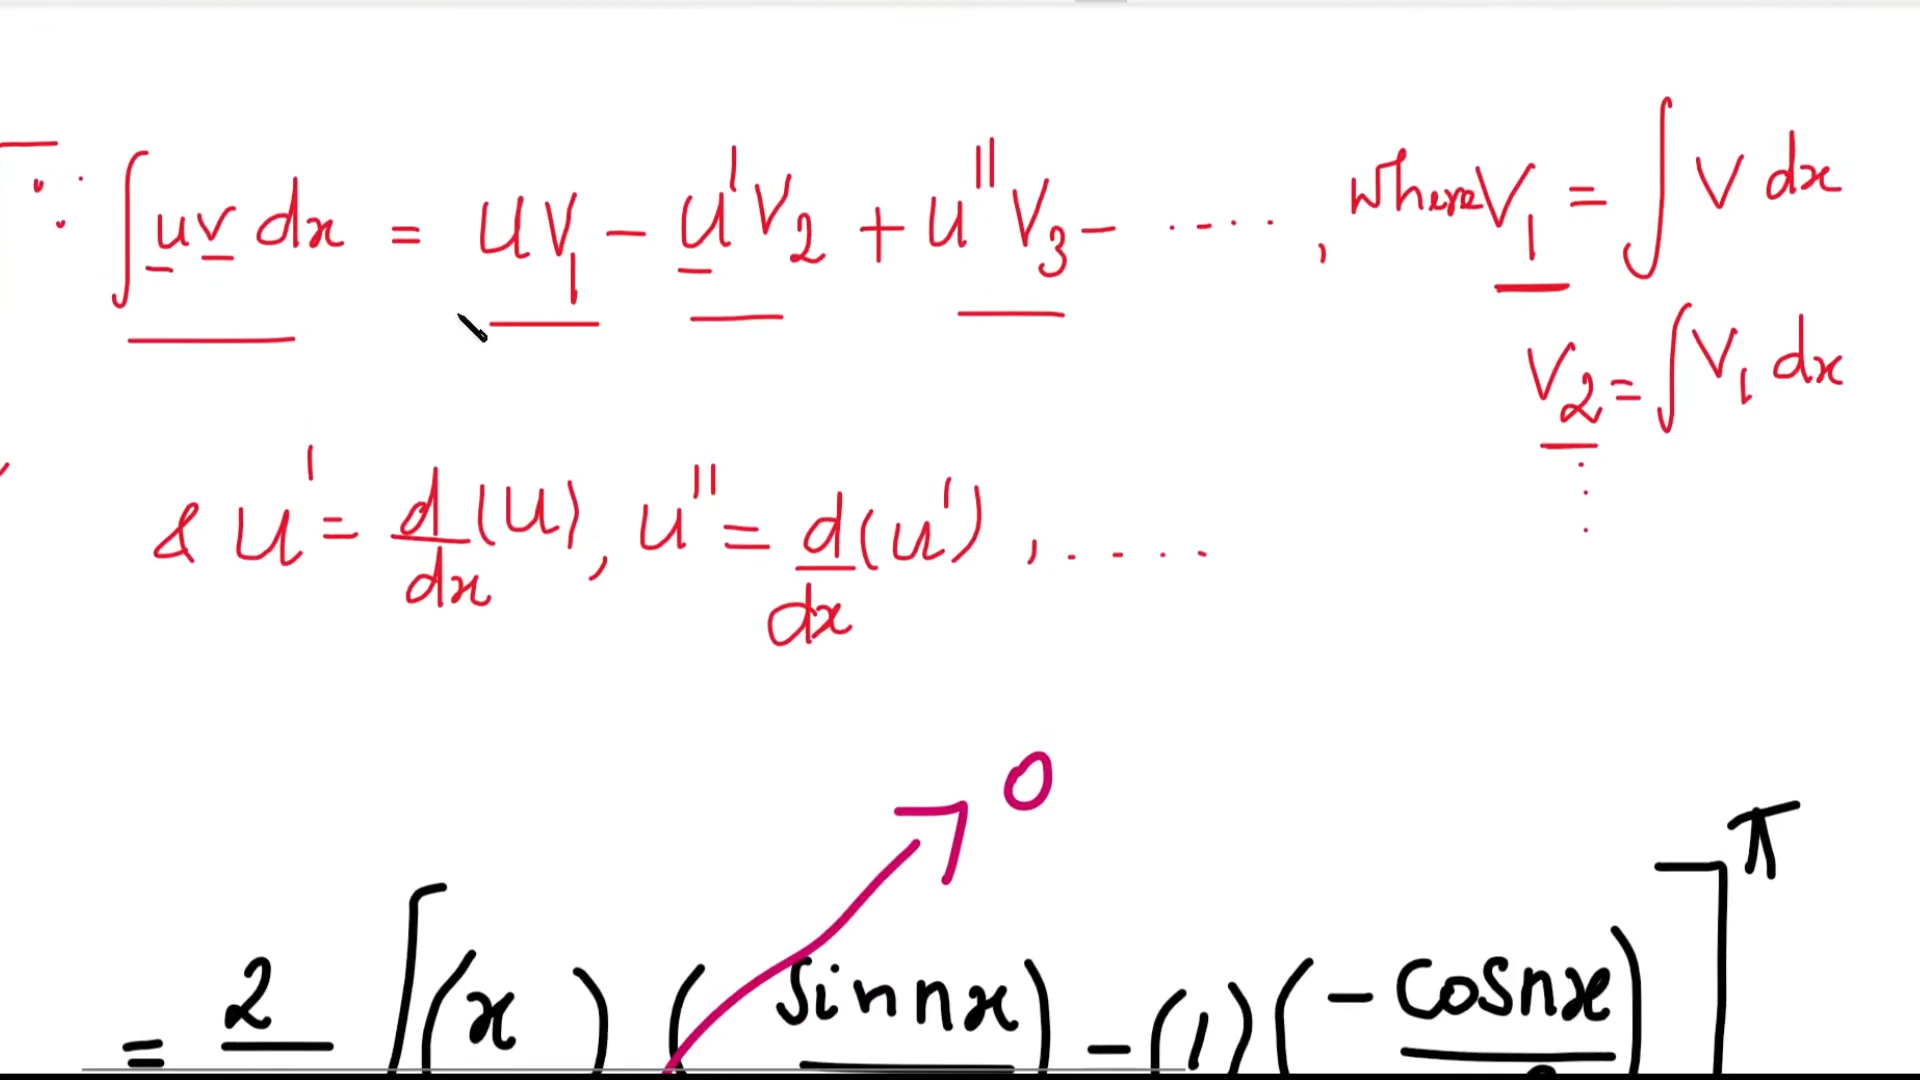 ∵ ∫ uv dx = uv₁ − u'v₂ + u''v₃ − ...., where v₁ = ∫ v dx
v₂ = ∫ v₁ dx
⋮
& u' = d/dx (u), u'' = d/dx (u'), ....
0
= 2 [(x) (sin nx) − (1) (−cos nx)]^π